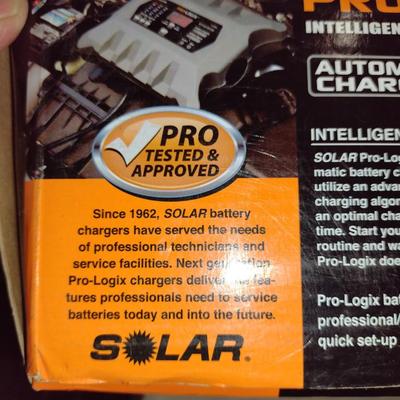 PRO
INTELLIGEN
AUTOM
CHAR
PRO
TESTED &
APPROVED
Since 1962, SOLAR battery
chargers have served the needs
of professional technicians and
service facilities. Next generation
Pro-Logix chargers deliver the fea-
tures professionals need to service
batteries today and into the future.
SOLAR®
INTELLIGEN
SOLAR Pro-Logi
matic battery c
utilize an advan
charging algor
an optimal cha
time. Start you
routine and wa
Pro-Logix doe
Pro-Logix bat
professional/
quick set-up